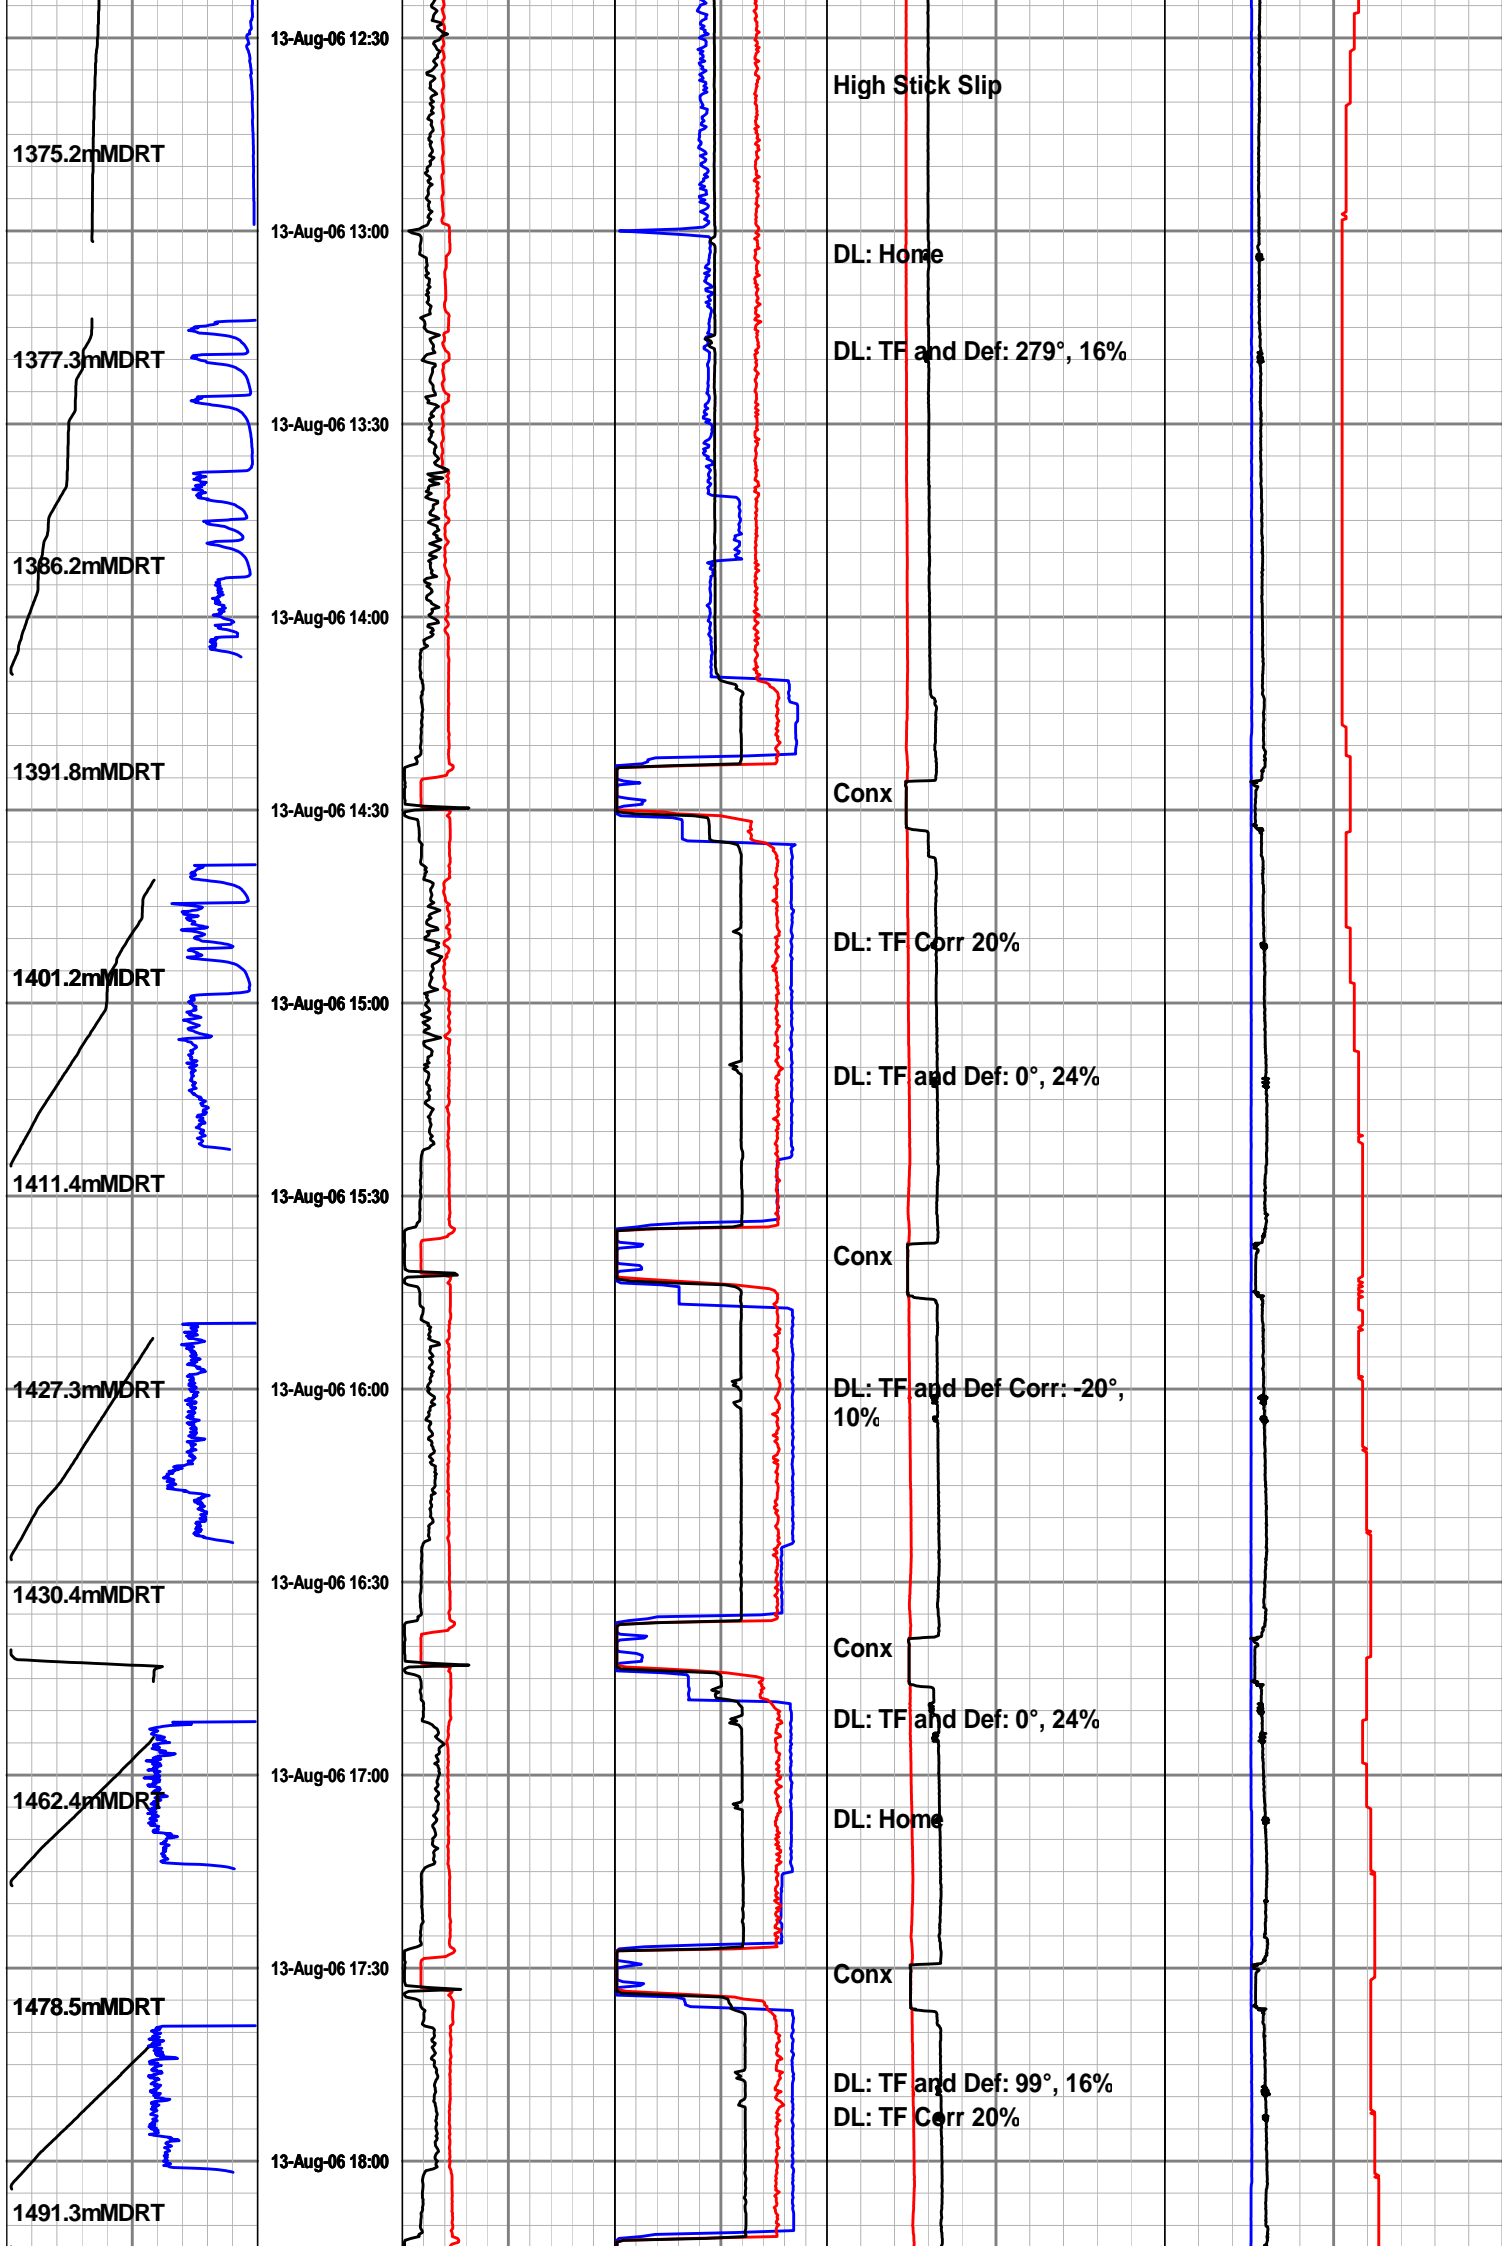 13-Aug-06 12:30
High Stick Slip
1375.2mMDRT
13-Aug-06 13:00
DL: Home
DL: TF and Def: 279°, 16%
1377.3mMDRT
13-Aug-06 13:30
1386.2mMDRT
13-Aug-06 14:00
1391.8mMDRT
Conx
13-Aug-06 14:30
DL: TF Corr 20%
1401.2mMDRT
13-Aug-06 15:00
DL: TF and Def: 0°, 24%
1411.4mMDRT
13-Aug-06 15:30
Conx
1427.3mMDRT
13-Aug-06 16:00
DL: TF and Def Corr: -20°,
10%
13-Aug-06 16:30
1430.4mMDRT
Conx
DL: TF and Def: 0°, 24%
13-Aug-06 17:00
1462.4mMDRT
DL: Home
13-Aug-06 17:30
Conx
1478.5mMDRT
DL: TF and Def: 99°, 16%
DL: TF Corr 20%
13-Aug-06 18:00
1491.3mMDRT